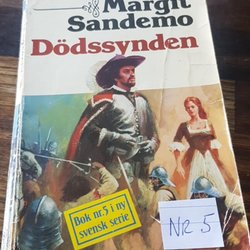 Margit
Sandemo
Dödssynden
Bok nr.5 i ny
svensk serie
NR 5